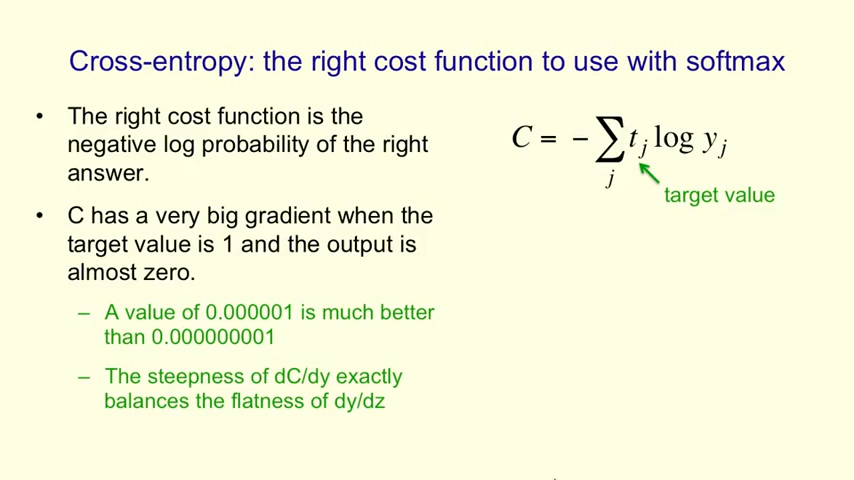 Cross-entropy: the right cost function to use with softmax
• The right cost function is the
negative log probability of the right
answer.
• C has a very big gradient when the
target value is 1 and the output is
almost zero.
– A value of 0.000001 is much better
than 0.000000001
– The steepness of dC/dy exactly
balances the flatness of dy/dz
C = − ∑ t_j log y_j
j
target value